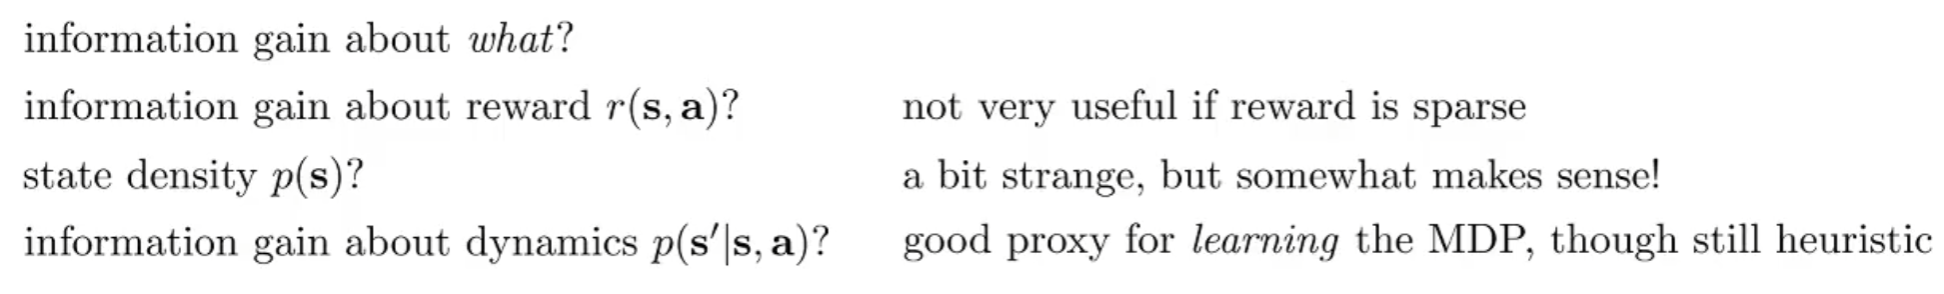 information gain about what?
information gain about reward r(s, a)? not very useful if reward is sparse
state density p(s)? a bit strange, but somewhat makes sense!
information gain about dynamics p(s′|s, a)? good proxy for learning the MDP, though still heuristic